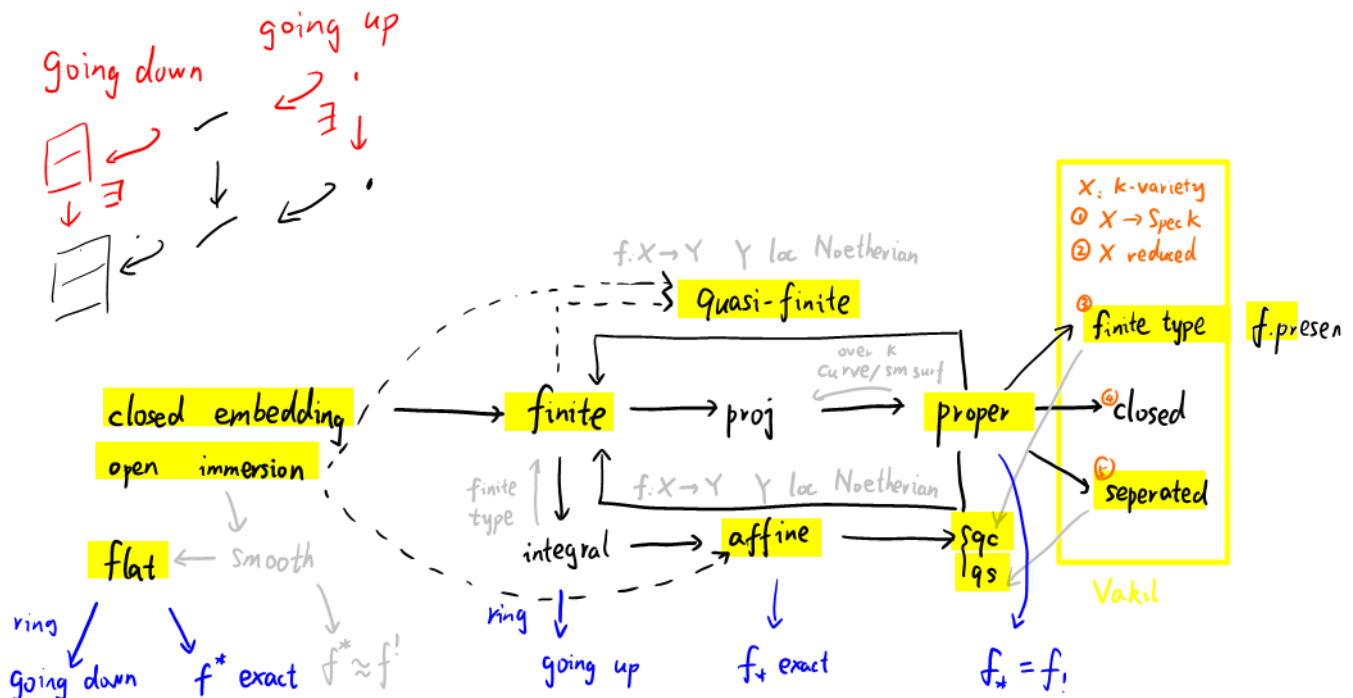 going up
going down
∃
∃
X: k-variety
① X → Spec k
② X reduced
f: X → Y Y loc Noetherian
quasi-finite
③ finite type f.presen
over k
curve/sm surf
closed embedding finite proj proper ④ closed
open immersion
finite
type
f: X → Y Y loc Noetherian
⑤ seperated
integral affine {qc
qs
flat smooth
Vakil
ring
ring
going down f* exact f* ≈ f!
going up f₊ exact f₊ = f!